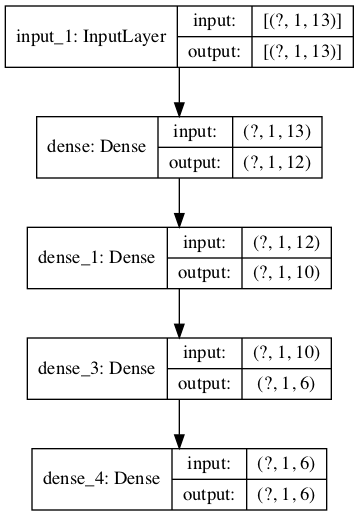 input_1: InputLayer
input:
[(?, 1, 13)]
output:
[(?, 1, 13)]
dense: Dense
input:
(?, 1, 13)
output:
(?, 1, 12)
dense_1: Dense
input:
(?, 1, 12)
output:
(?, 1, 10)
dense_3: Dense
input:
(?, 1, 10)
output:
(?, 1, 6)
dense_4: Dense
input:
(?, 1, 6)
output:
(?, 1, 6)